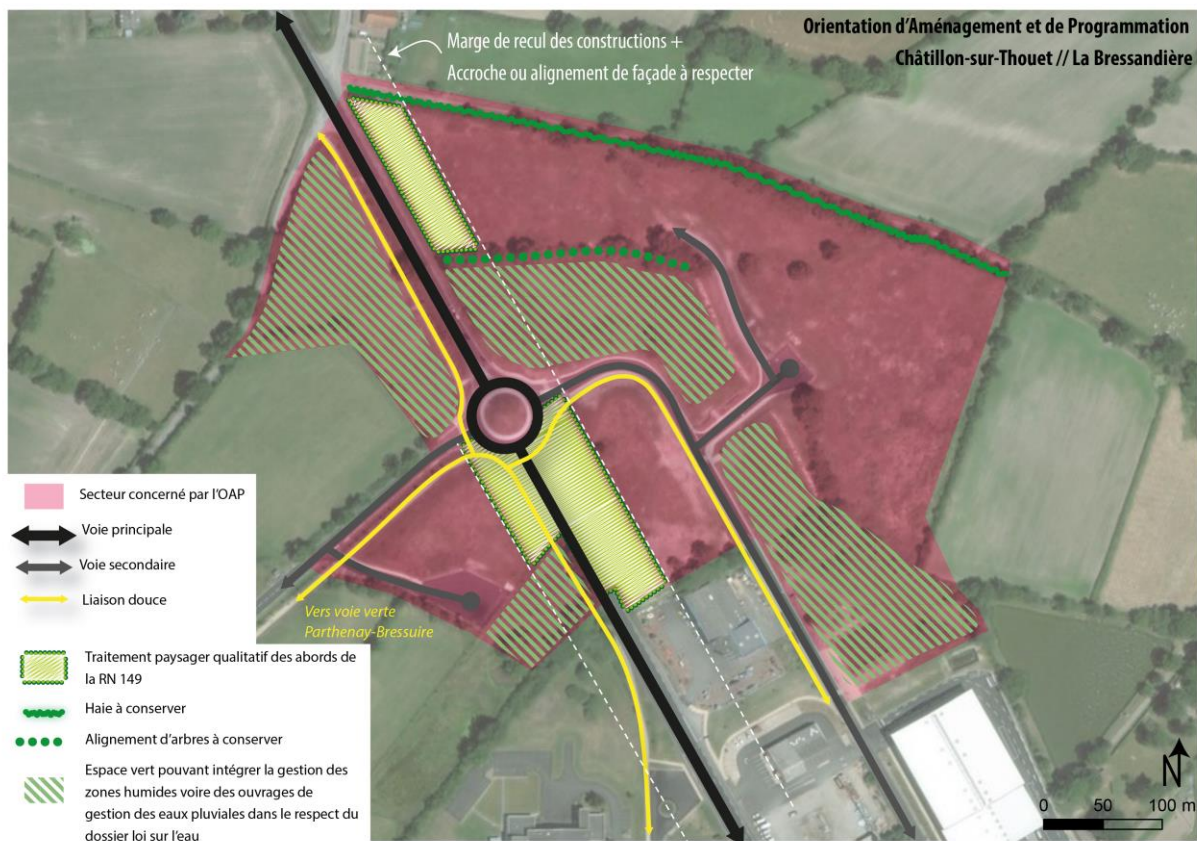 Orientation d'Aménagement et de Programmation
Châtillon-sur-Thouet // La Bressandière
Marge de recul des constructions +
Accroche ou alignement de façade à respecter
Secteur concerné par l'OAP
Voie principale
Voie secondaire
Liaison douce
Vers voie verte
Parthenay-Bressuire
Traitement paysager qualitatif des abords de
la RN 149
Haie à conserver
Alignement d'arbres à conserver
Espace vert pouvant intégrer la gestion des
zones humides voire des ouvrages de
gestion des eaux pluviales dans le respect du
dossier loi sur l'eau
N
0 50 100 m